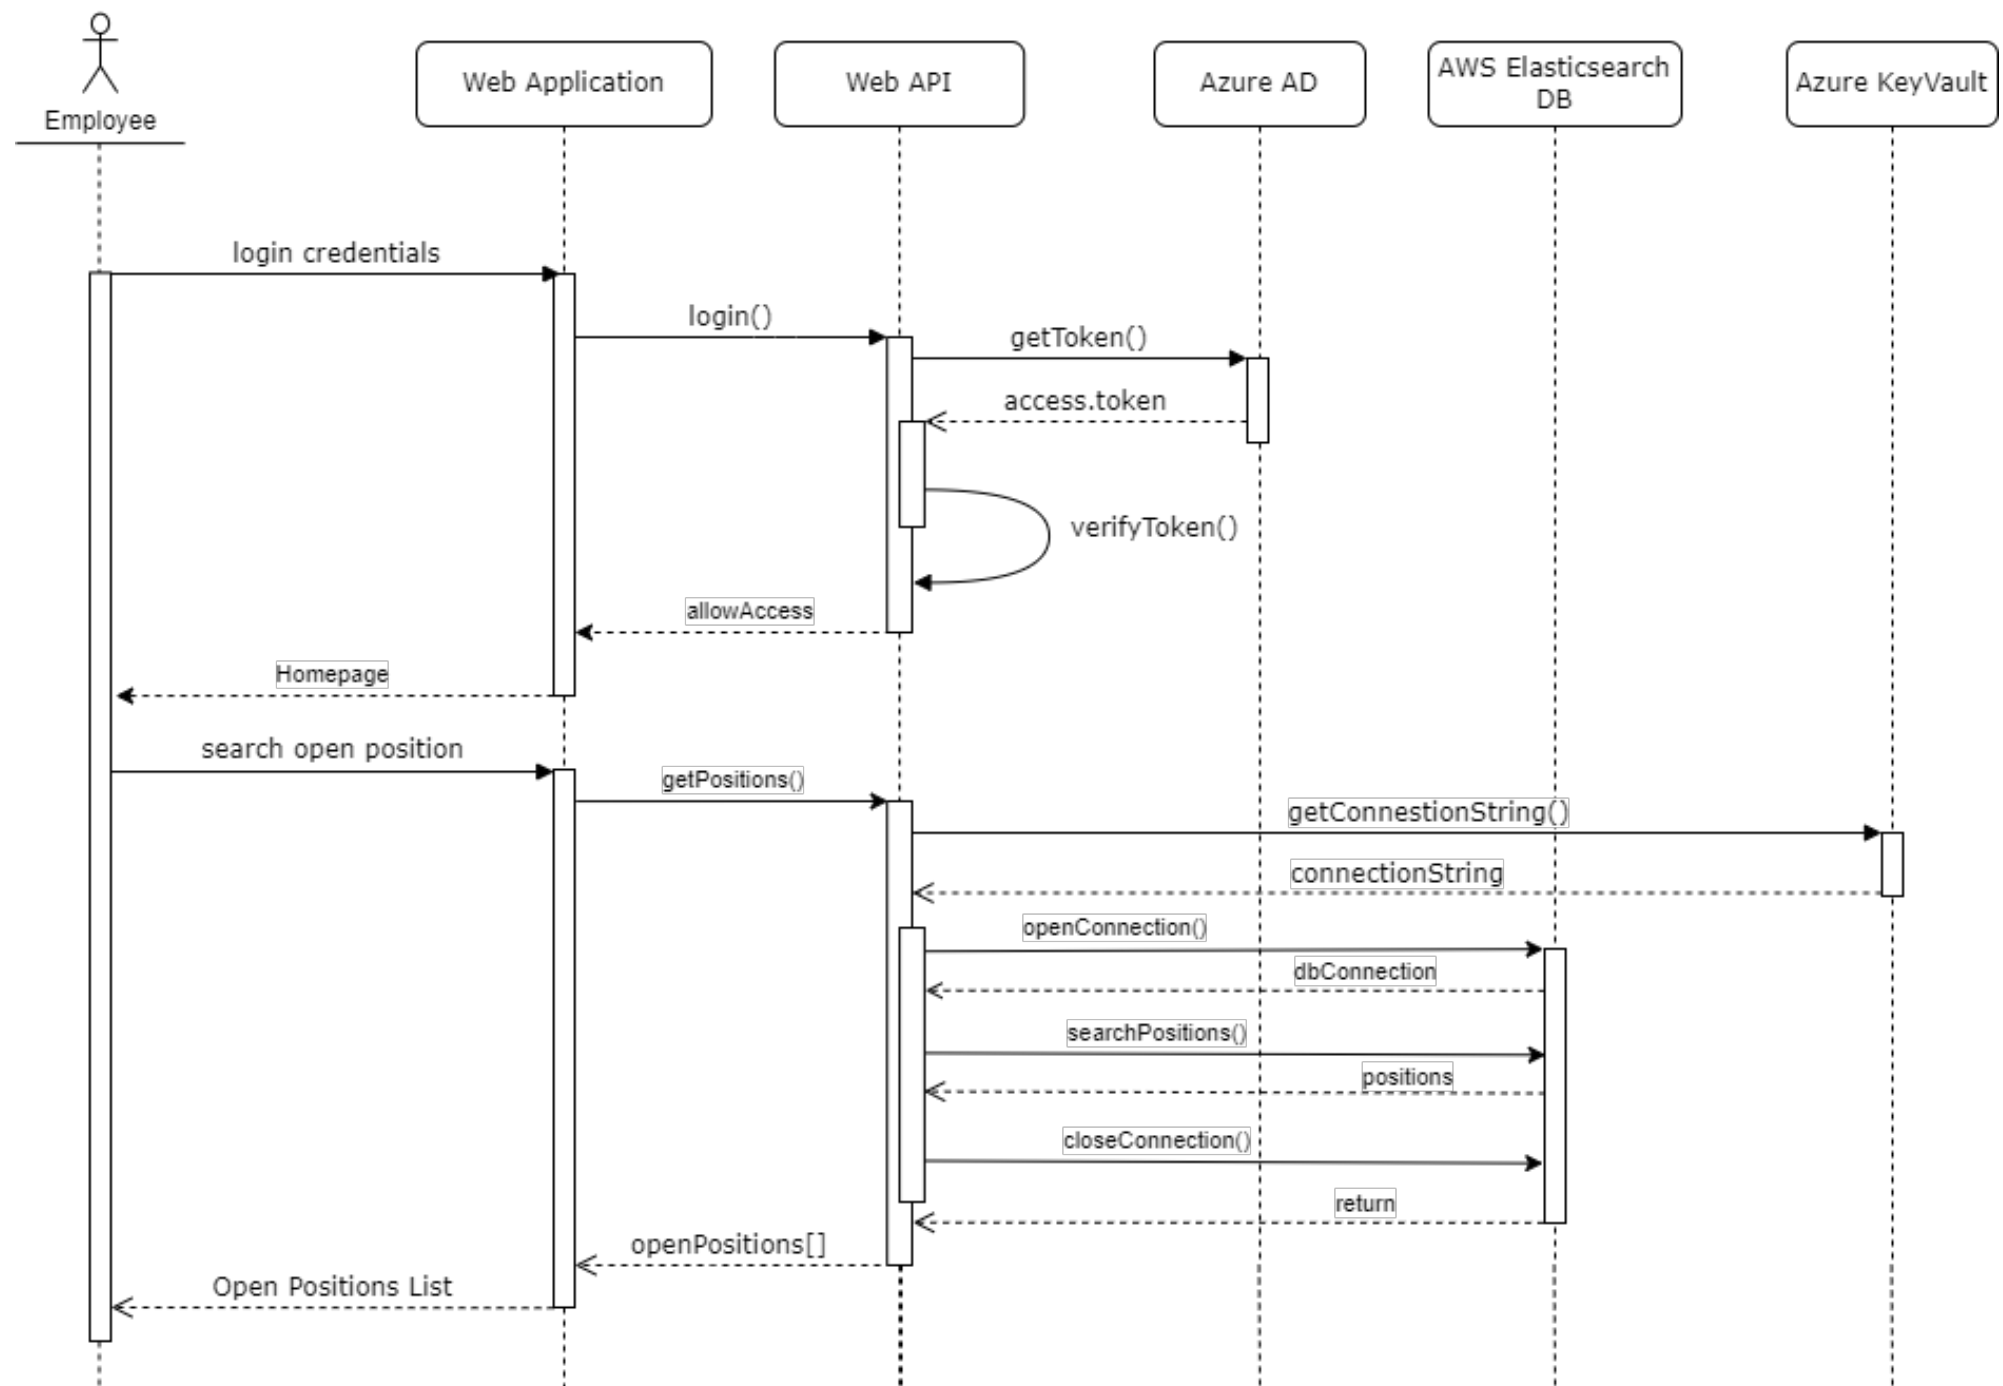 Employee
Web Application
Web API
Azure AD
AWS Elasticsearch
DB
Azure KeyVault
login credentials
login()
getToken()
access.token
verifyToken()
allowAccess
Homepage
search open position
getPositions()
getConnestionString()
connectionString
openConnection()
dbConnection
searchPositions()
positions
closeConnection()
return
openPositions[]
Open Positions List